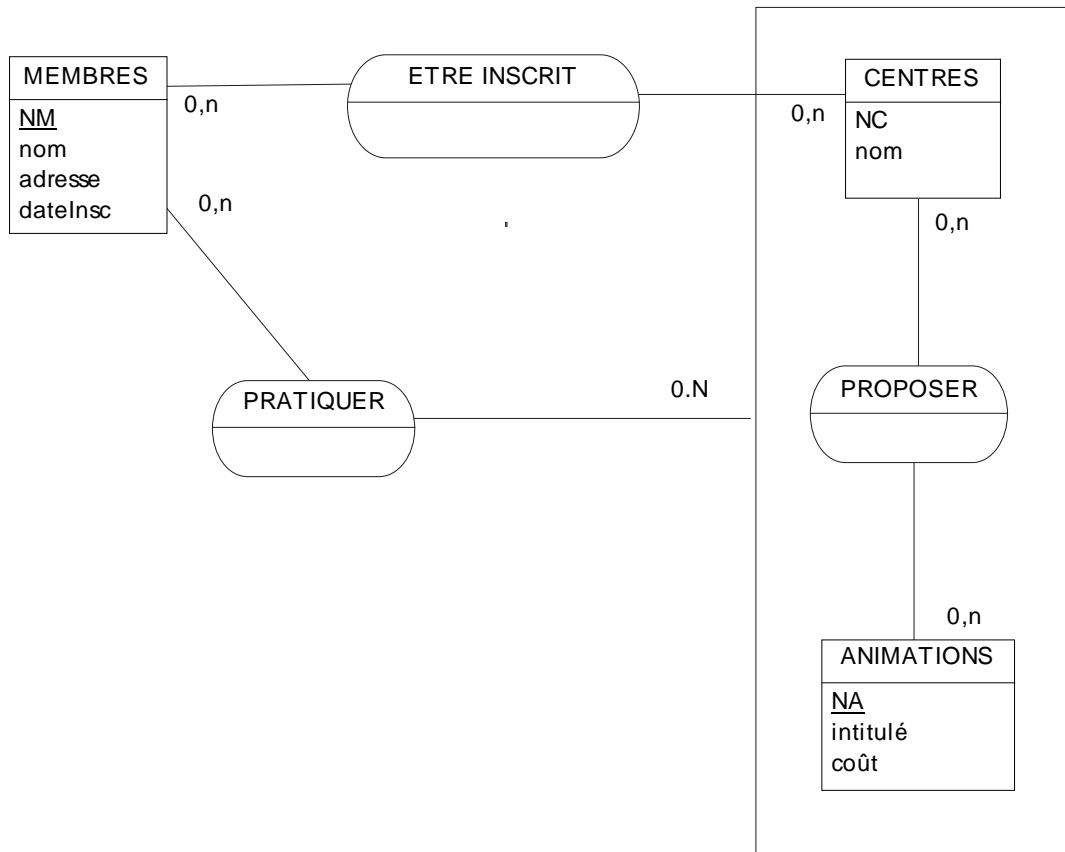 MEMBRES
NM
nom
adresse
dateInsc
0,n
ETRE INSCRIT
0,n
CENTRES
NC
nom
0,n
0,n
PRATIQUER
0.N
PROPOSER
0,n
ANIMATIONS
NA
intitulé
coût